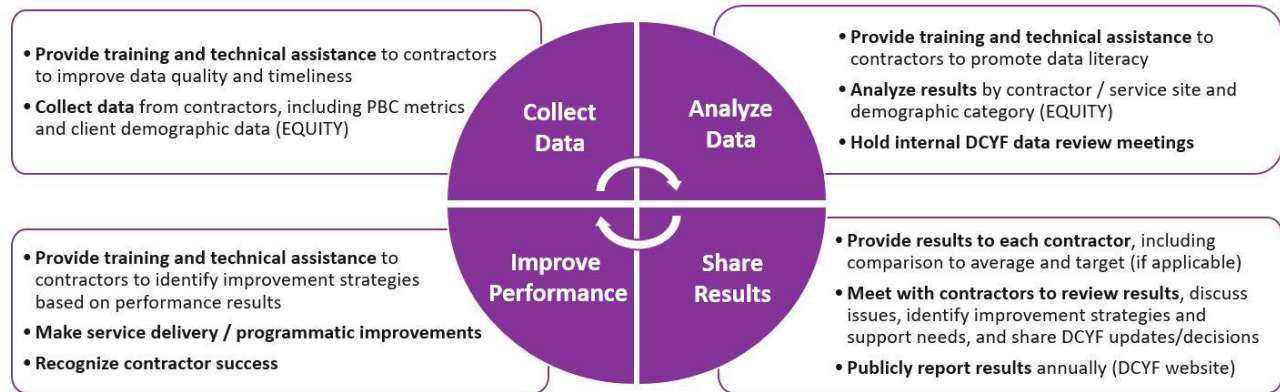 • Provide training and technical assistance to contractors
to improve data quality and timeliness
• Collect data from contractors, including PBC metrics
and client demographic data (EQUITY)
Collect
Data
Analyze
Data
• Provide training and technical assistance to
contractors to promote data literacy
• Analyze results by contractor / service site and
demographic category (EQUITY)
• Hold internal DCYF data review meetings
• Provide training and technical assistance to
contractors to identify improvement strategies
based on performance results
• Make service delivery / programmatic improvements
• Recognize contractor success
Improve
Performance
Share
Results
• Provide results to each contractor, including
comparison to average and target (if applicable)
• Meet with contractors to review results, discuss
issues, identify improvement strategies and
support needs, and share DCYF updates/decisions
• Publicly report results annually (DCYF website)